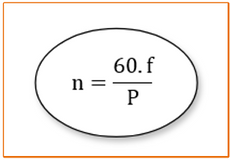 n = 60. f / P